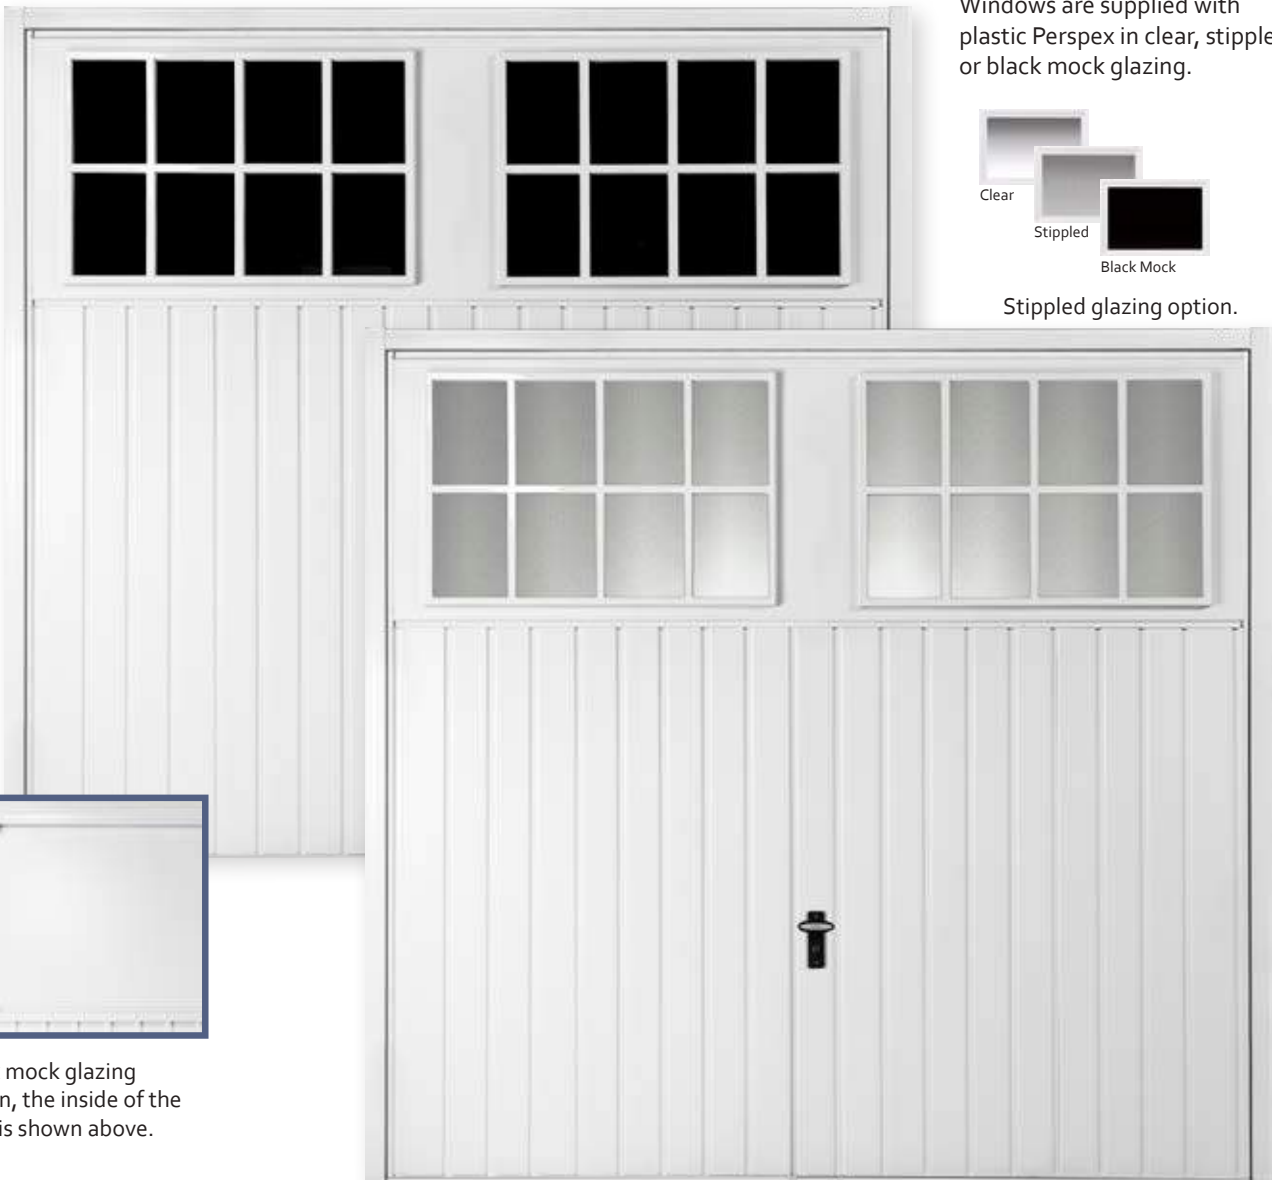 Windows are supplied with
plastic Perspex in clear, stipple
or black mock glazing.
Clear
Stippled
Black Mock
Stippled glazing option.
mock glazing
n, the inside of the
is shown above.